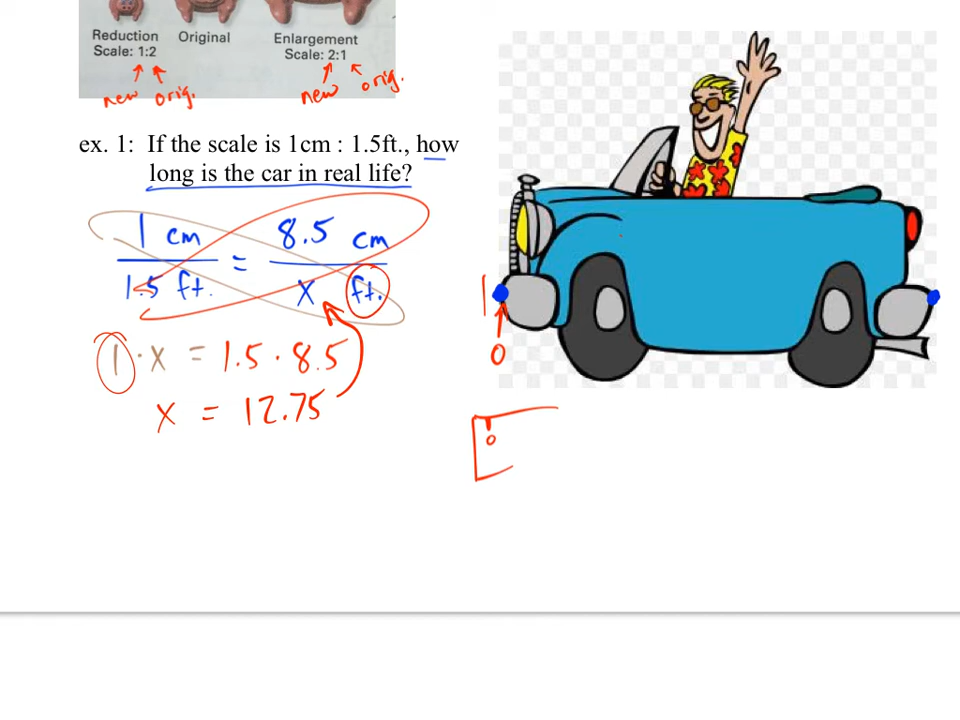 Reduction Original Enlargement
Scale: 1:2 Scale: 2:1
new orig. new orig.
ex. 1: If the scale is 1cm : 1.5ft., how
long is the car in real life?
1 cm = 8.5 cm
1.5 ft. x ft.
1 · x = 1.5 · 8.5
x = 12.75
0
0